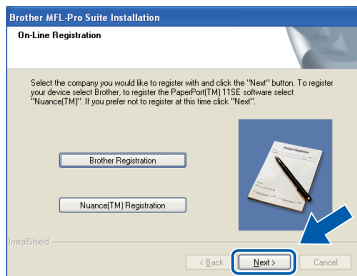 Brother MFL-Pro Suite Installation
On-Line Registration
Select the company you would like to register with and click the "Next" button. To register
your device select Brother, to register the PaperPort(TM) 11SE software select
"Nuance(TM)". If you prefer not to register at this time click "Next".
Brother Registration
Nuance(TM) Registration
InstallShield
< Back
Next >
Cancel